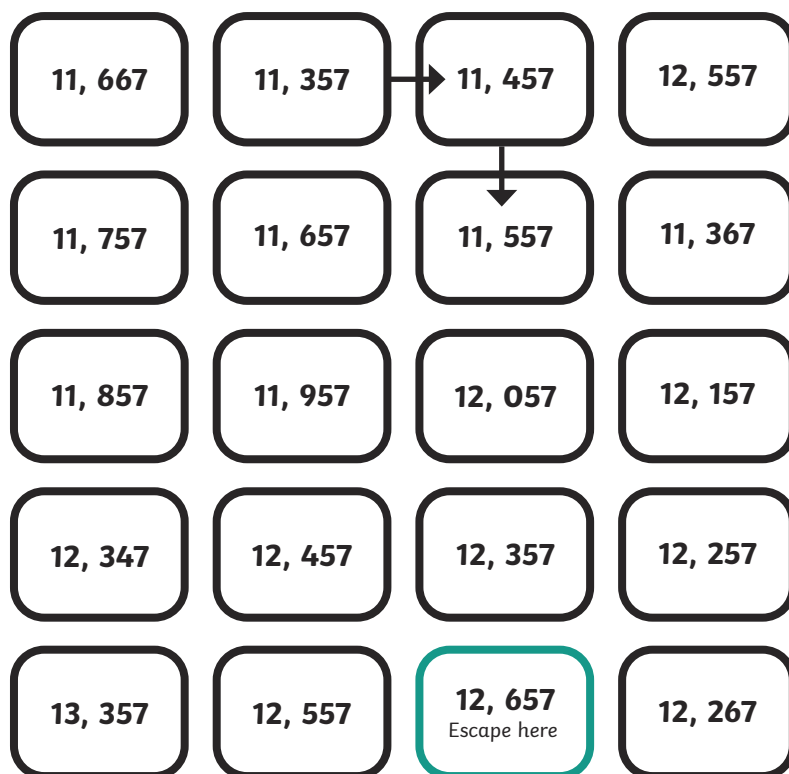 11, 667 11, 357 11, 457 12, 557
11, 757 11, 657 11, 557 11, 367
11, 857 11, 957 12, 057 12, 157
12, 347 12, 457 12, 357 12, 257
13, 357 12, 557 12, 657 12, 267
Escape here